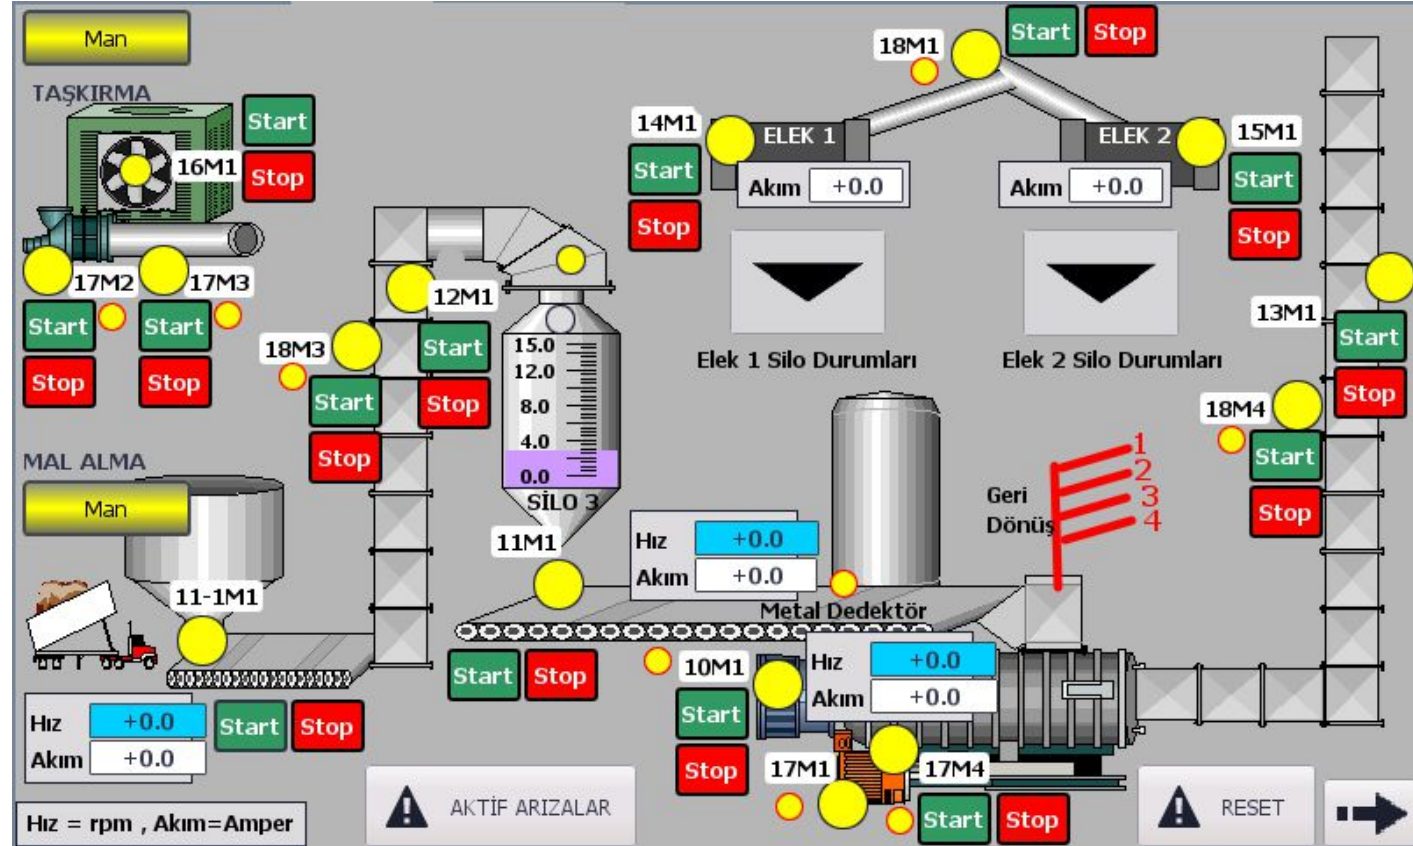 Man
TAŞKIRMA
16M1
Start
Stop
17M2
Start
Stop
17M3
Start
Stop
18M3
Start
Stop
12M1
Start
Stop
15.0
12.0
8.0
4.0
0.0
SİLO 3
18M1
Start
Stop
14M1
Start
Stop
ELEK 1
Akım +0.0
ELEK 2
Akım +0.0
15M1
Start
Stop
Elek 1 Silo Durumları
Elek 2 Silo Durumları
13M1
Start
Stop
18M4
Start
Stop
MAL ALMA
Man
11-1M1
Hız +0.0
Akım +0.0
Start
Stop
11M1
Hız +0.0
Akım +0.0
Start
Stop
Metal Dedektör
Geri
Dönüş
1
2
3
4
10M1
Start
Stop
Hız +0.0
Akım +0.0
17M1
17M4
Start
Stop
Hız = rpm , Akım=Amper
AKTİF ARIZALAR
RESET